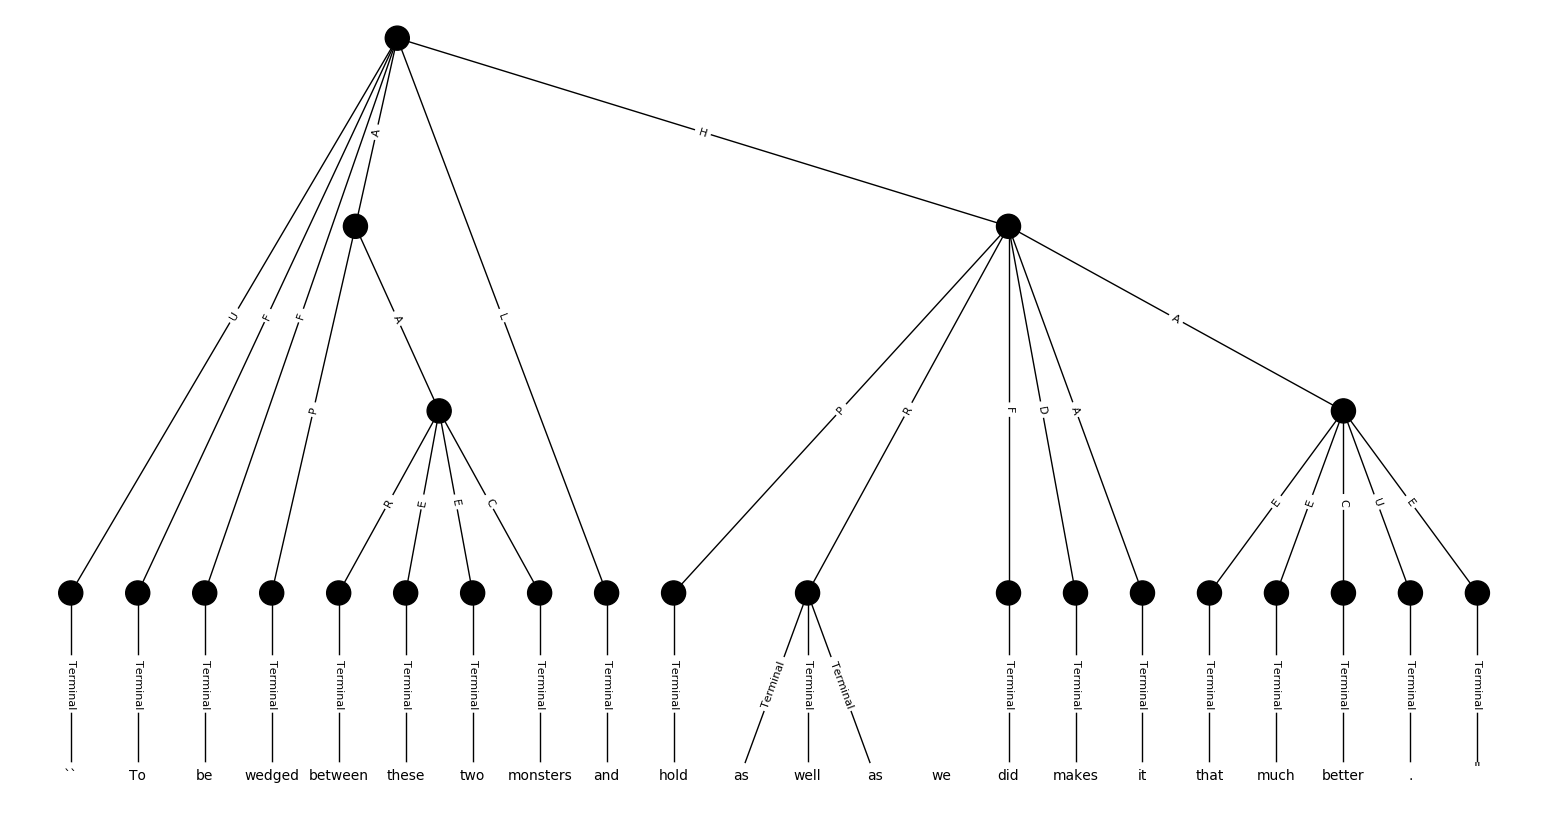 A
H
U
F
F
A
L
A
P
P
R
F
D
A
R
E
E
C
E
E
C
U
E
Terminal Terminal Terminal Terminal Terminal Terminal Terminal Terminal Terminal Terminal Terminal Terminal Terminal Terminal Terminal Terminal Terminal Terminal Terminal Terminal Terminal
`` To be wedged between these two monsters and hold as well as we did makes it that much better . "